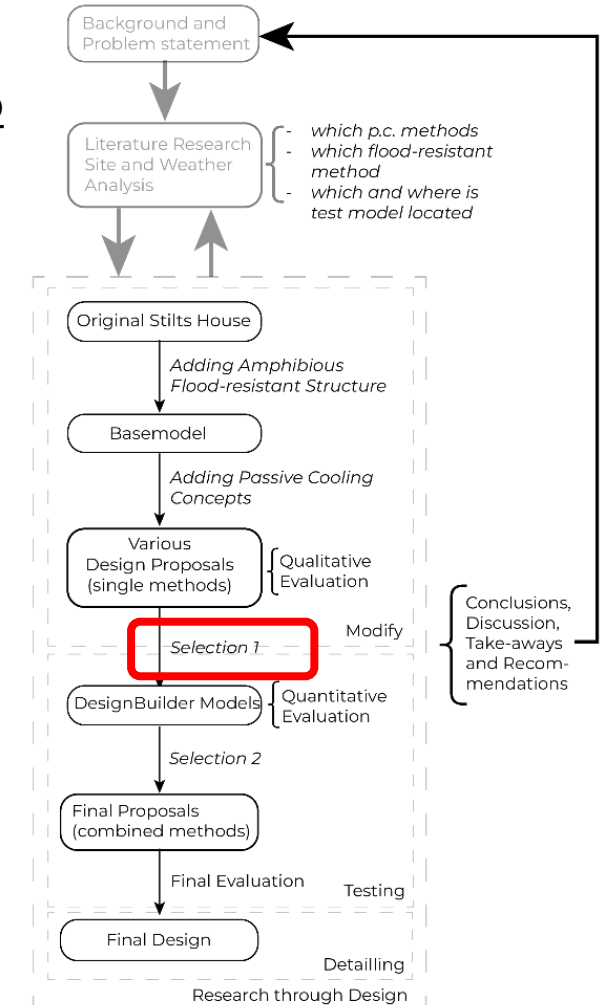 Background and
Problem statement
Literature Research
Site and Weather
Analysis
- which p.c. methods
- which flood-resistant
method
- which and where is
test model located
Original Stilts House
Adding Amphibious
Flood-resistant Structure
Basemodel
Adding Passive Cooling
Concepts
Various
Design Proposals
(single methods)
Qualitative
Evaluation
Modify
Selection 1
DesignBuilder Models
Quantitative
Evaluation
Selection 2
Final Proposals
(combined methods)
Final Evaluation
Testing
Final Design
Detailling
Research through Design
Conclusions,
Discussion,
Take-aways
and Recom-
mendations